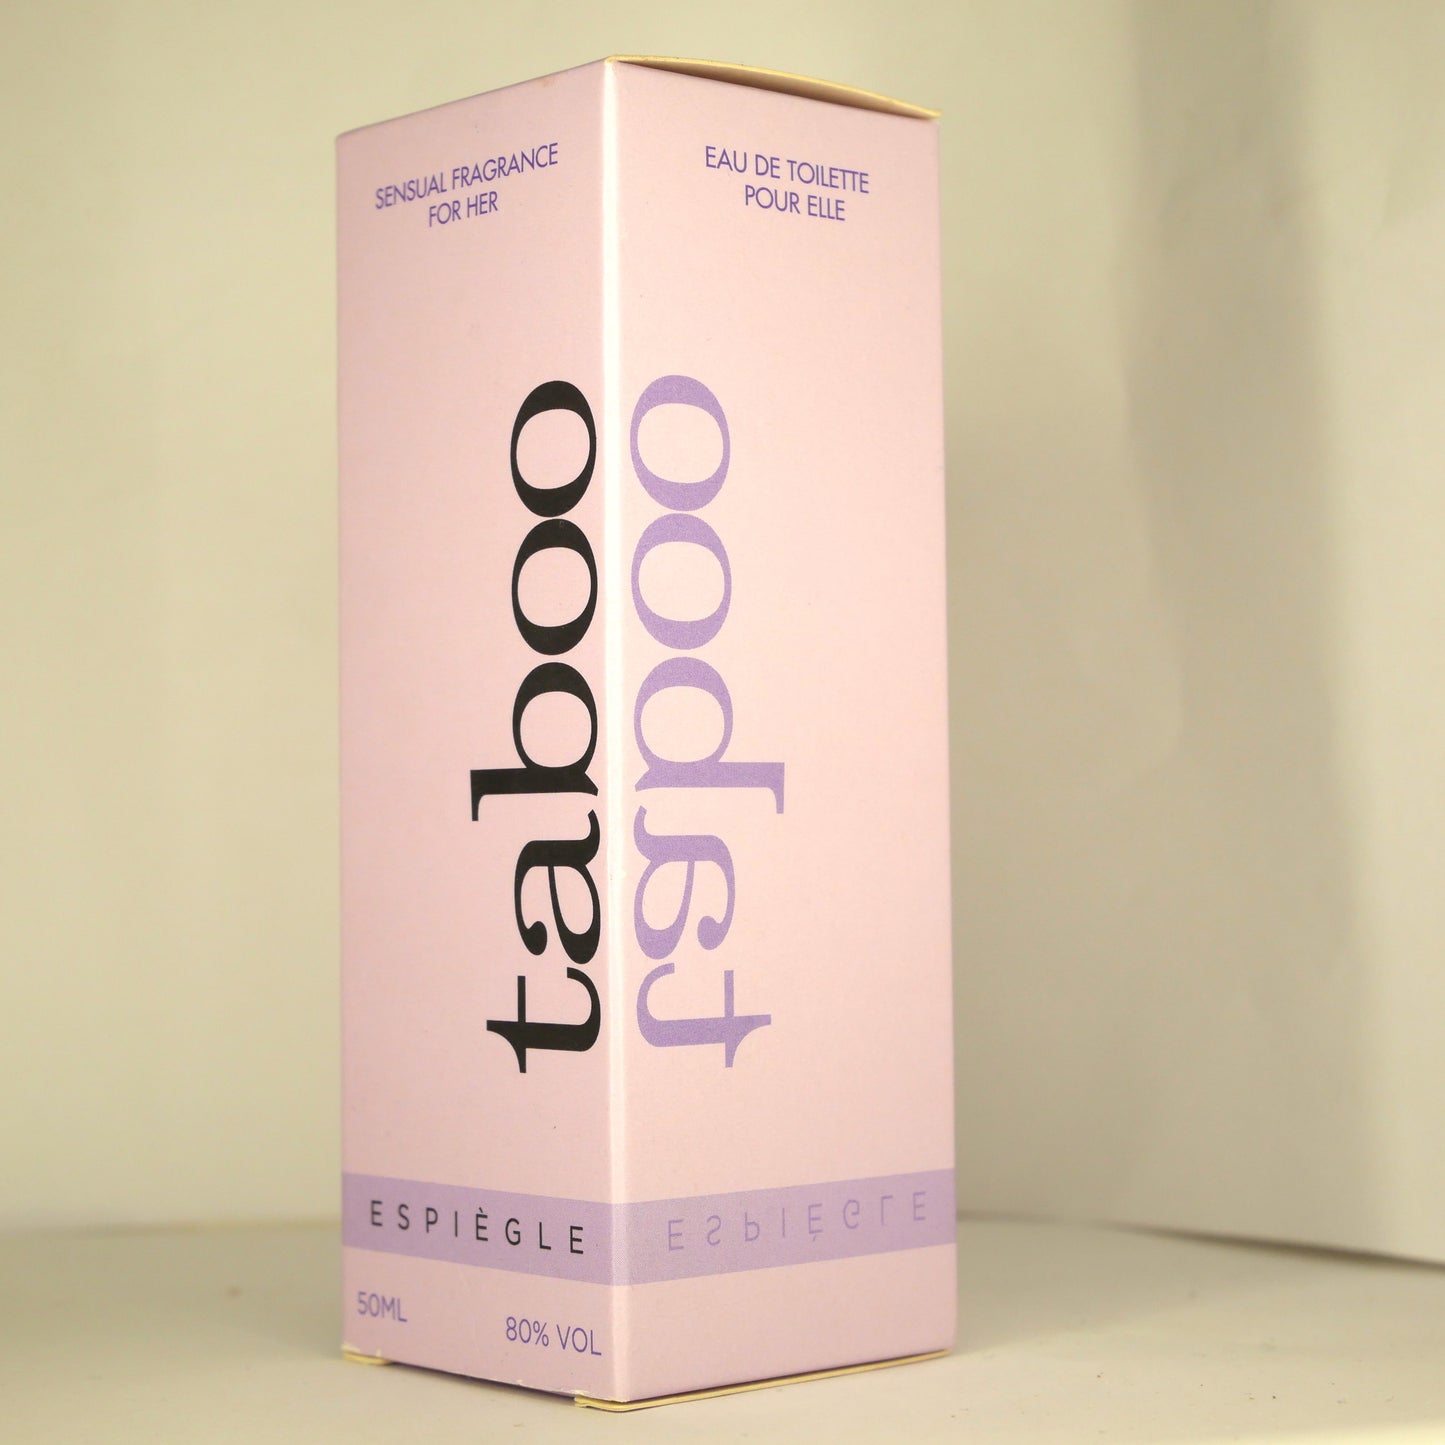 SENSUAL FRAGRANCE
FOR HER
taboo
ESPIÈGLE
50ML
80% VOL
EAU DE TOILETTE
POUR ELLE
taboo
ESPIÈGLE